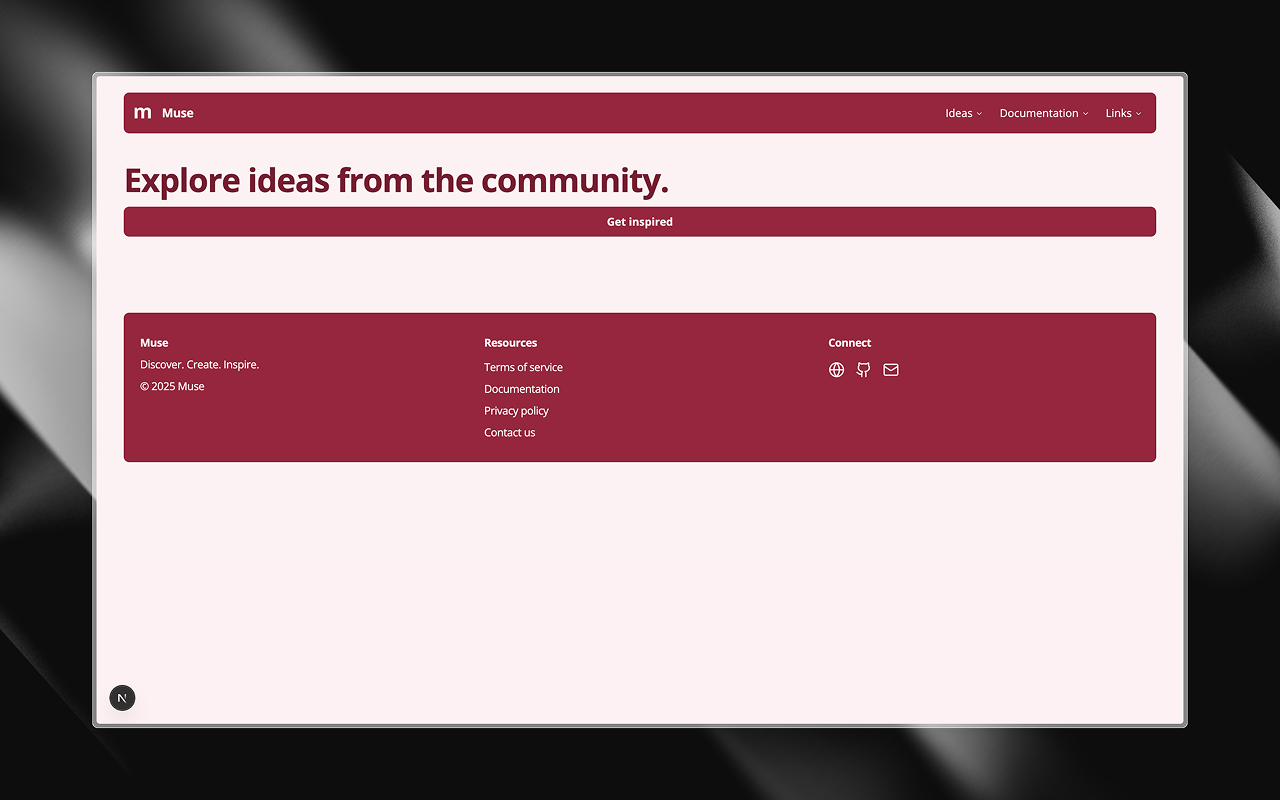 m Muse Ideas Documentation Links
Explore ideas from the community.
Get inspired
Muse
Discover. Create. Inspire.
© 2025 Muse
Resources
Terms of service
Documentation
Privacy policy
Contact us
Connect
N